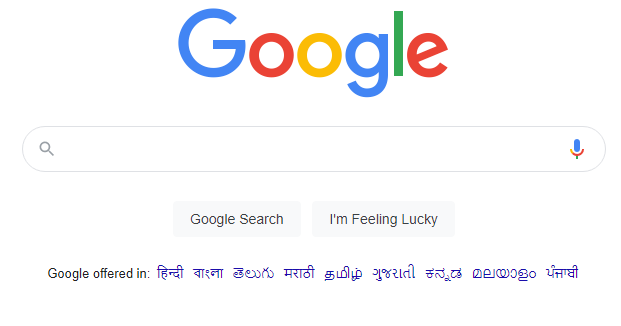 Google
Google Search I'm Feeling Lucky
Google offered in: हिन्दी বাংলা తెలుగు मराठी தமிழ் ગુજરાતી ಕನ್ನಡ മലയാളം ਪੰਜਾਬੀ